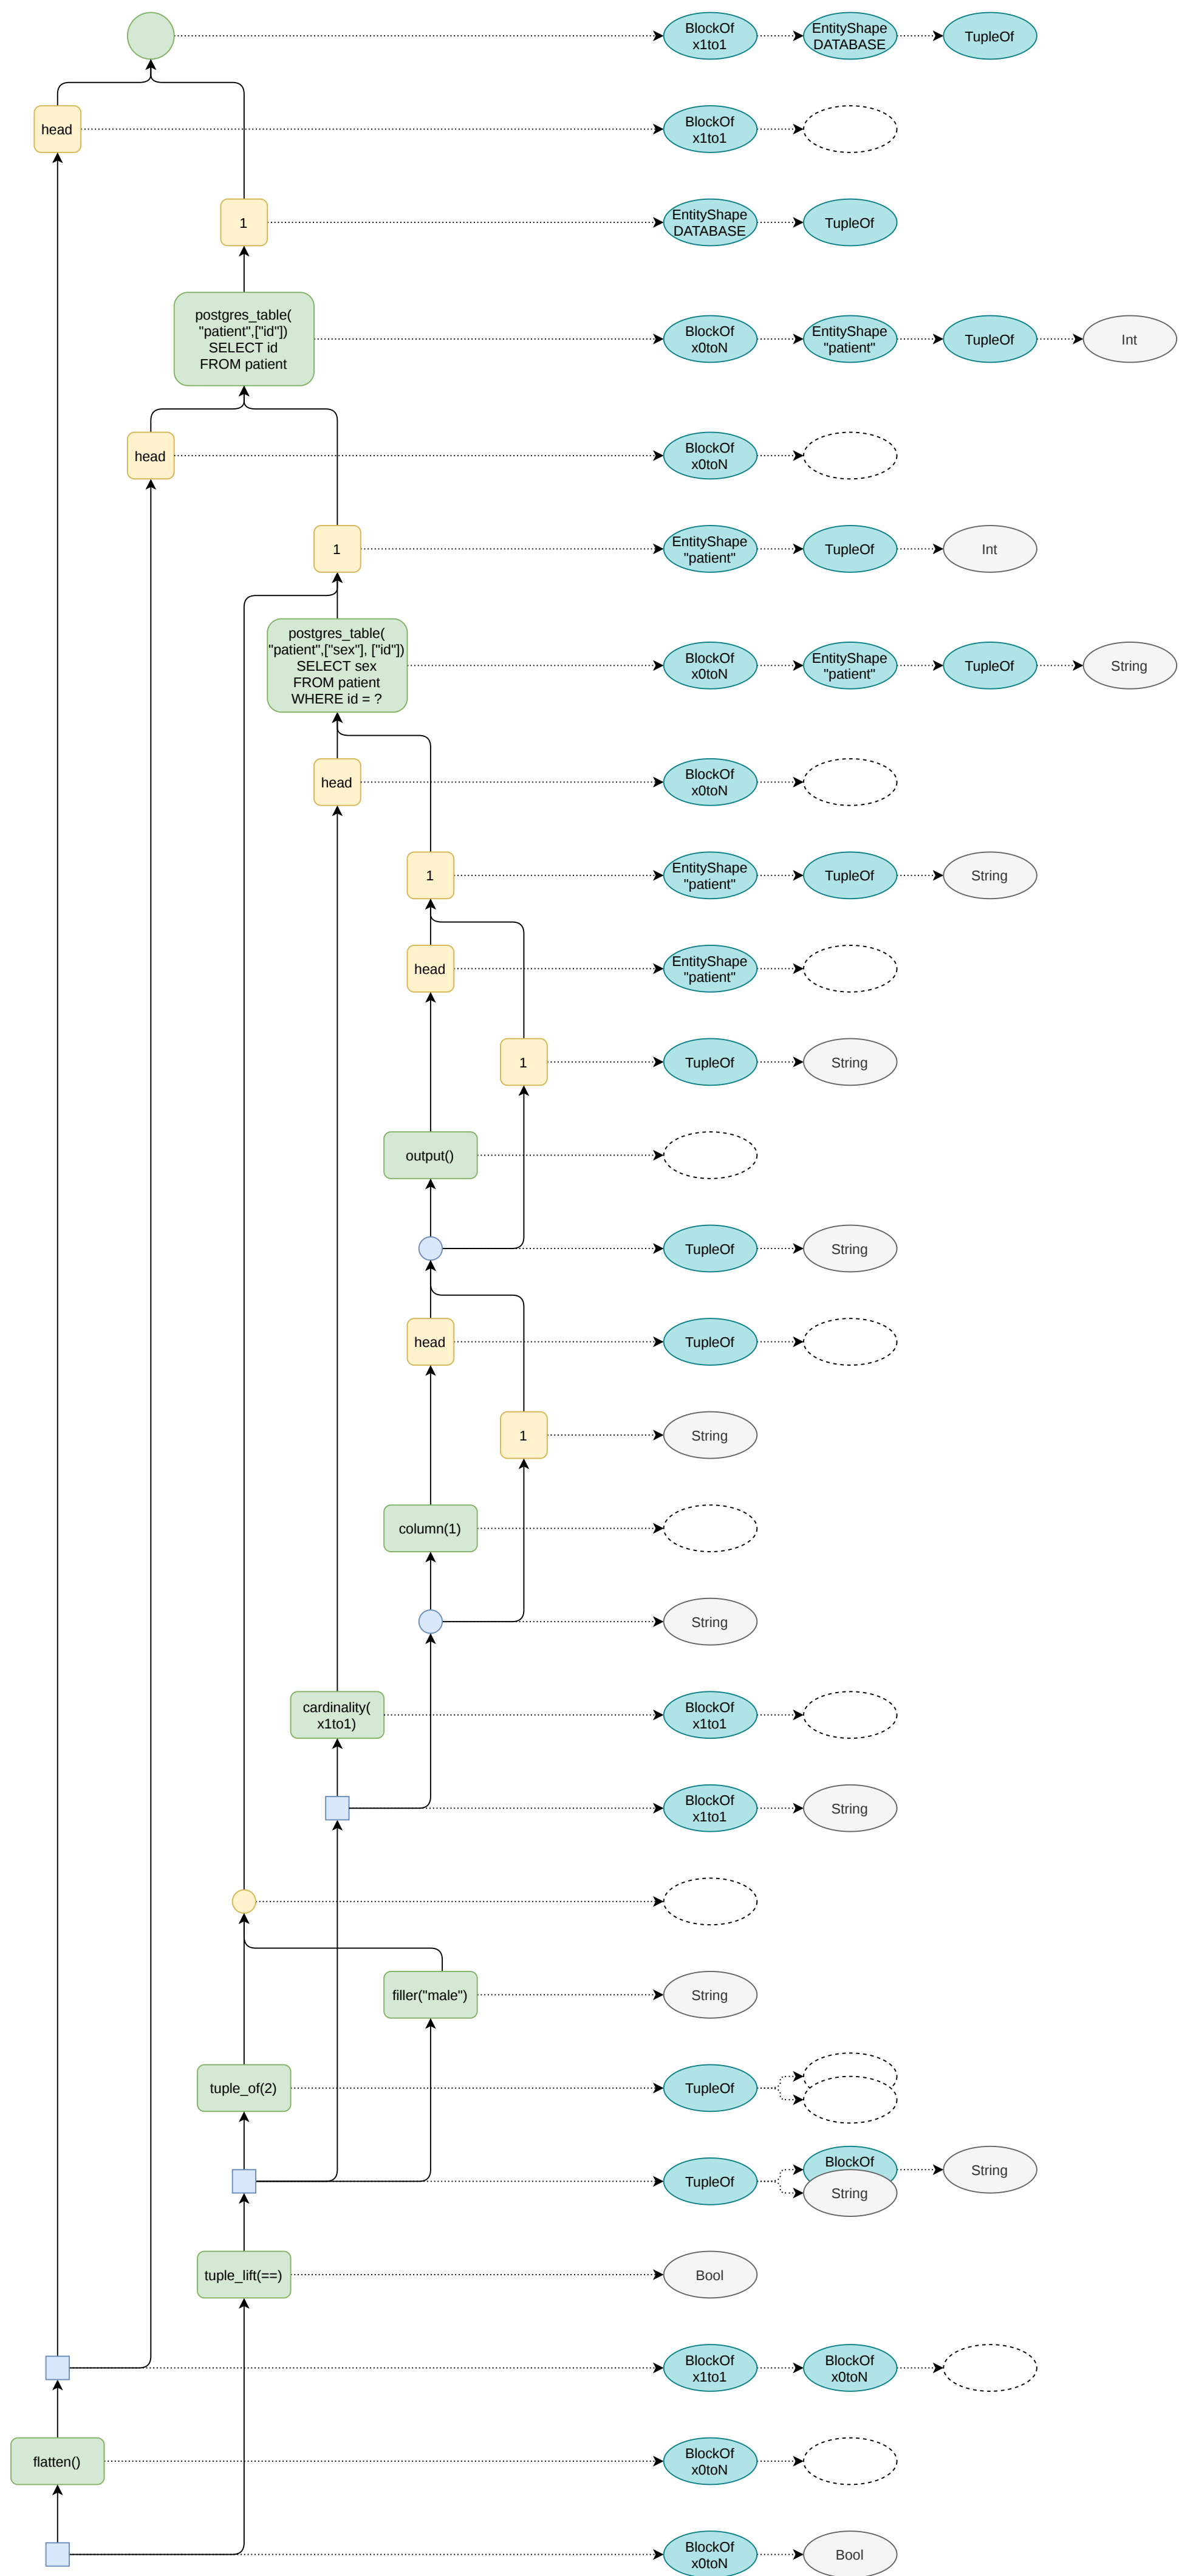 BlockOf
x1to1
EntityShape
DATABASE
TupleOf
head
BlockOf
x1to1
1
EntityShape
DATABASE
TupleOf
postgres_table(
"patient",["id"])
SELECT id
FROM patient
BlockOf
x0toN
EntityShape
"patient"
TupleOf
Int
head
BlockOf
x0toN
1
EntityShape
"patient"
TupleOf
Int
postgres_table(
"patient",["sex"], ["id"])
SELECT sex
FROM patient
WHERE id = ?
BlockOf
x0toN
EntityShape
"patient"
TupleOf
String
head
BlockOf
x0toN
1
EntityShape
"patient"
TupleOf
String
head
EntityShape
"patient"
1
TupleOf
String
output()
TupleOf
String
head
TupleOf
1
String
column(1)
String
cardinality(
x1to1)
BlockOf
x1to1
BlockOf
x1to1
String
filler("male")
String
tuple_of(2)
TupleOf
TupleOf
BlockOf
String
String
tuple_lift(==)
Bool
BlockOf
x1to1
BlockOf
x0toN
flatten()
BlockOf
x0toN
BlockOf
x0toN
Bool